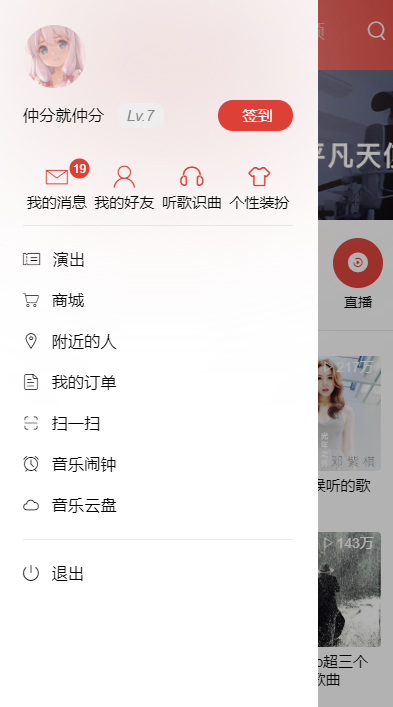 仲分就仲分 Lv.7 签到
19
我的消息 我的好友 听歌识曲 个性装扮
演出
商城
附近的人
我的订单
扫一扫
音乐闹钟
音乐云盘
退出
平凡天使
直播
217万
邓紫棋
候听的歌
143万
o超三个
歌曲